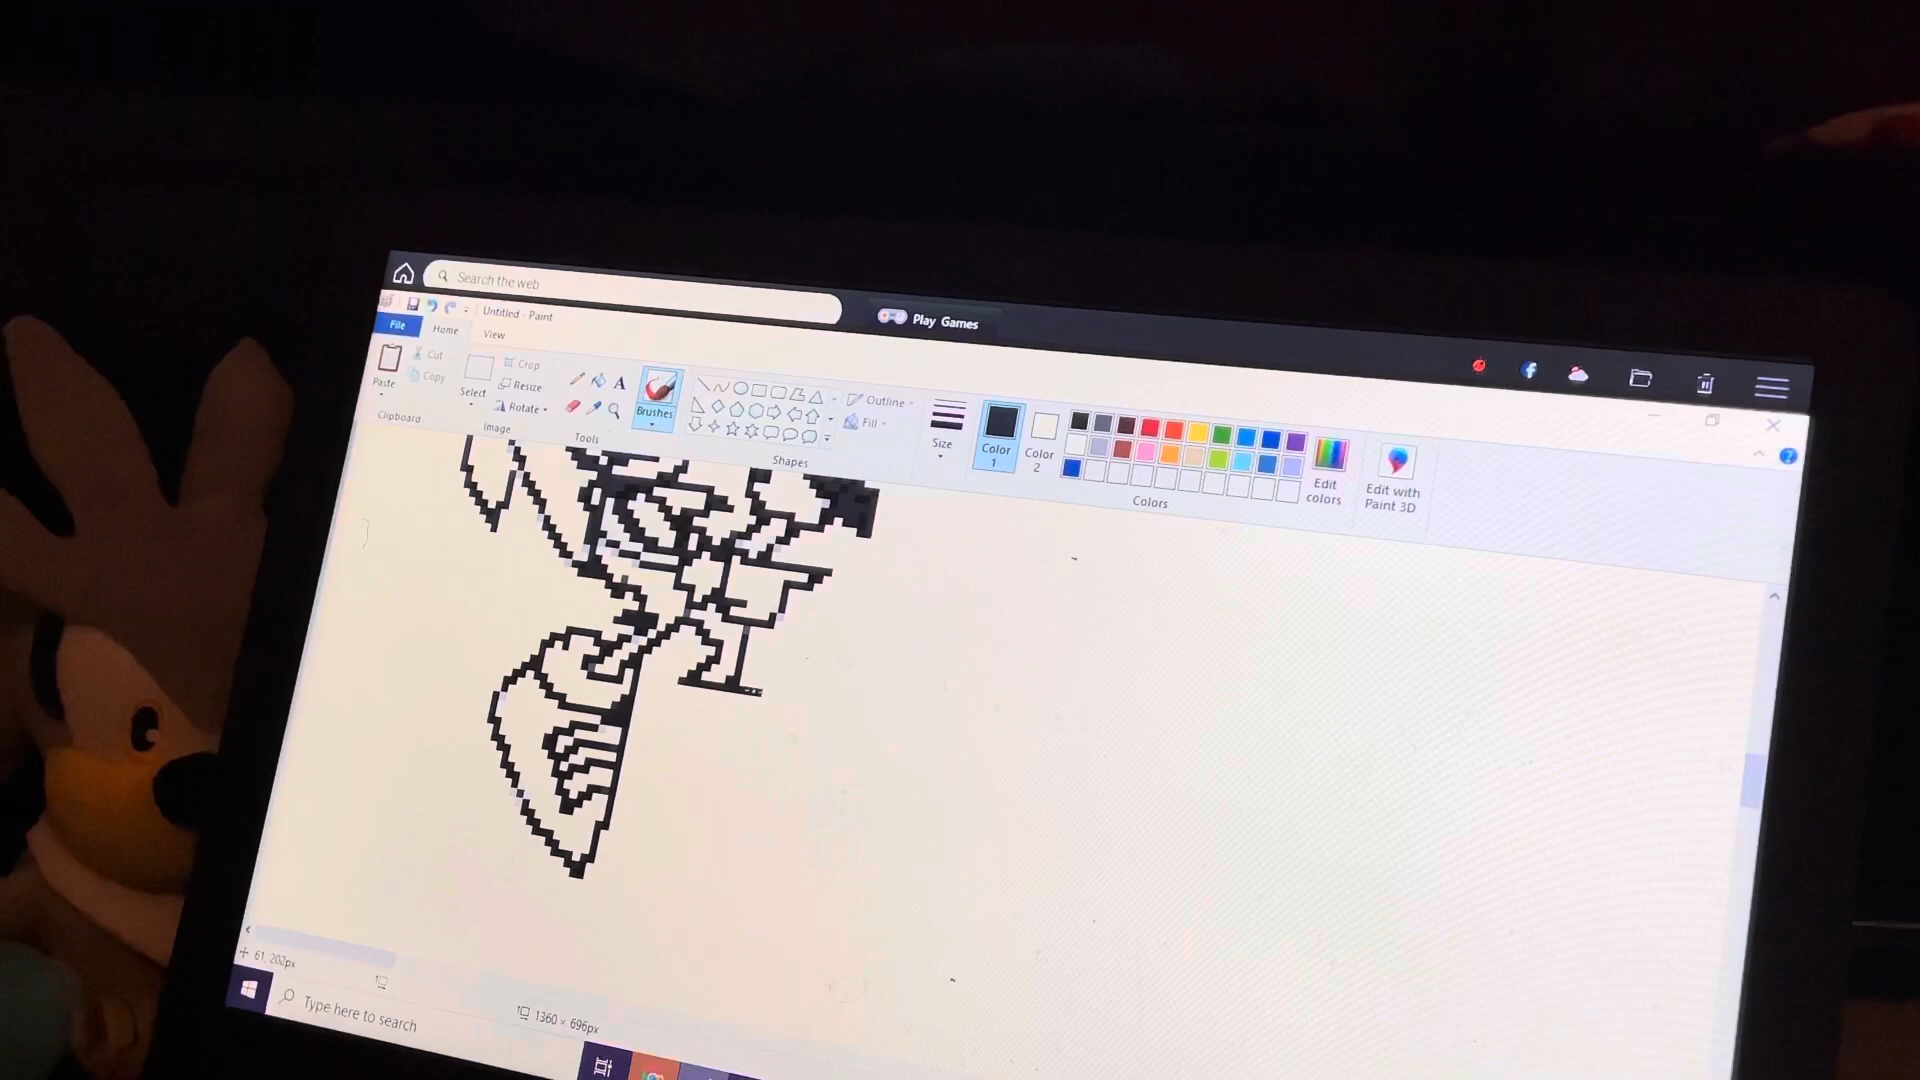 Search the web
Play Games
Untitled - Paint
File
Home
View
Paste
Cut
Copy
Clipboard
Select
Crop
Resize
Rotate
Image
A
Tools
Brushes
Outline
Fill
Shapes
Size
Color
1
Color
2
Edit
colors
Colors
Edit with
Paint 3D
?
61, 202px
1360 × 696px
Type here to search